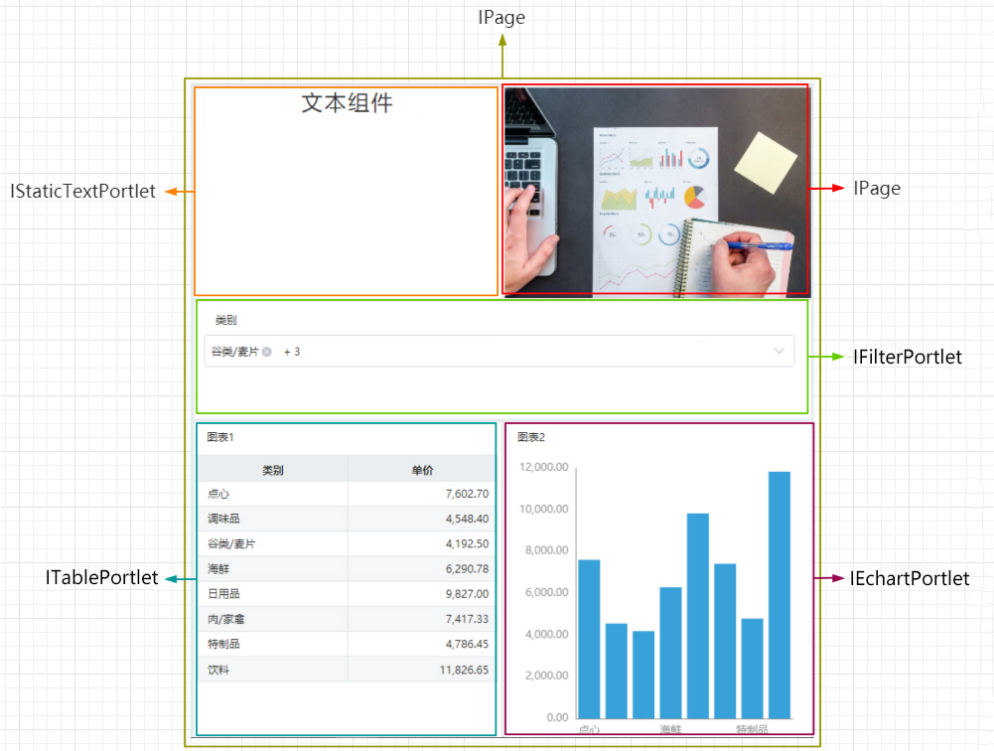 IPage
文本组件
IStaticTextPortlet
IPage
类别
谷类/麦片 + 3
IFilterPortlet
图表1
类别 单价
点心 7,602.70
调味品 4,548.40
谷类/麦片 4,192.50
海鲜 6,290.78
日用品 9,827.00
肉/家禽 7,417.33
特制品 4,786.45
饮料 11,826.65
ITablePortlet
图表2
12,000.00
10,000.00
8,000.00
6,000.00
4,000.00
2,000.00
0.00
点心 海鲜 特制品
IEchartPortlet